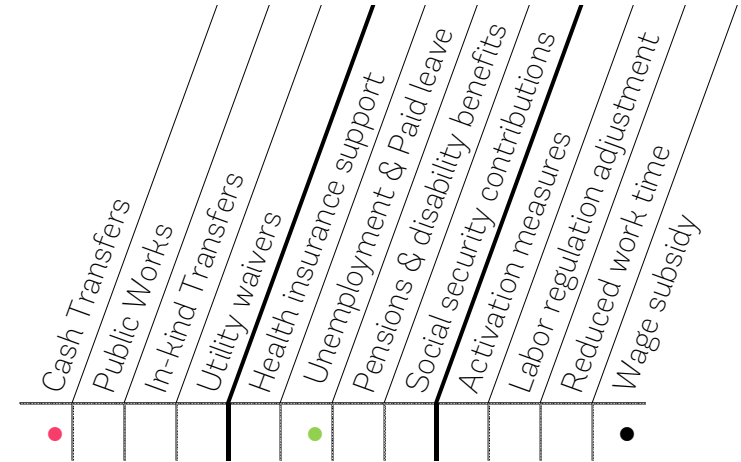 Cash Transfers
Public Works
In-kind Transfers
Utility waivers
Health insurance support
Unemployment & Paid leave
Pensions & disability benefits
Social security contributions
Activation measures
Labor regulation adjustment
Reduced work time
Wage subsidy